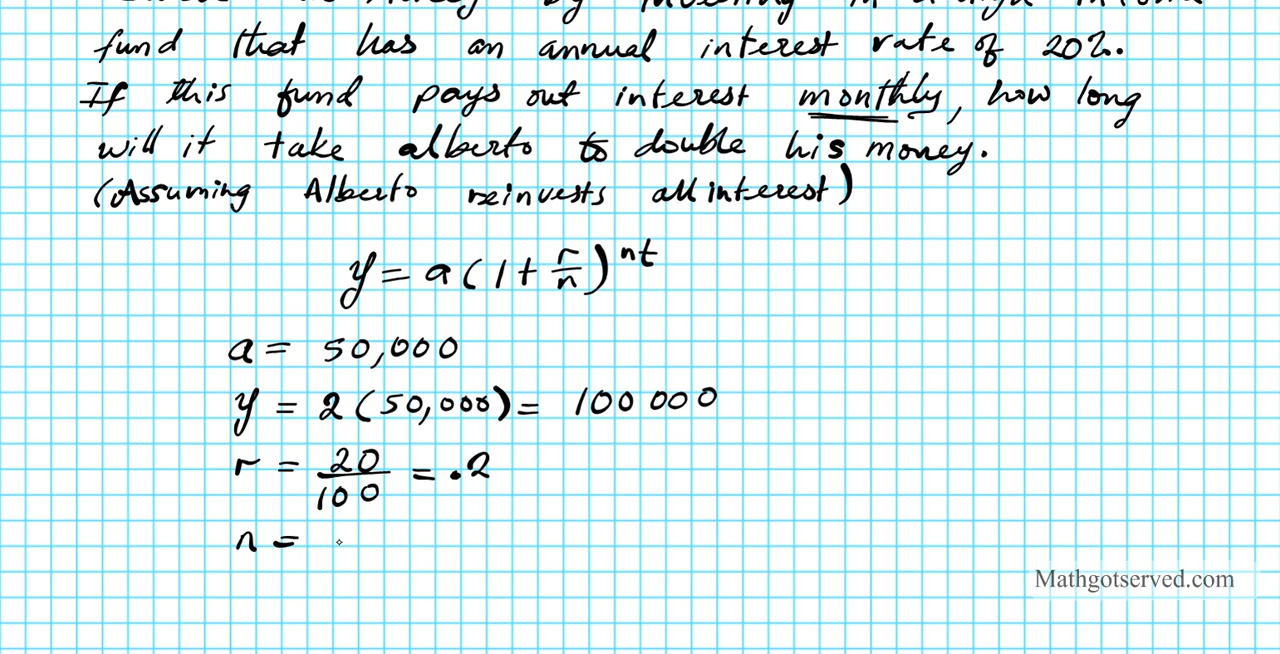 fund that has an annual interest rate of 20%.
If this fund pays out interest monthly, how long
will it take alberto to double his money.
(Assuming Alberto reinvests all interest)
y = a(1 + r/n)^nt
a = 50,000
y = 2(50,000) = 100 000
r = 20/100 = .2
n =
Mathgotserved.com